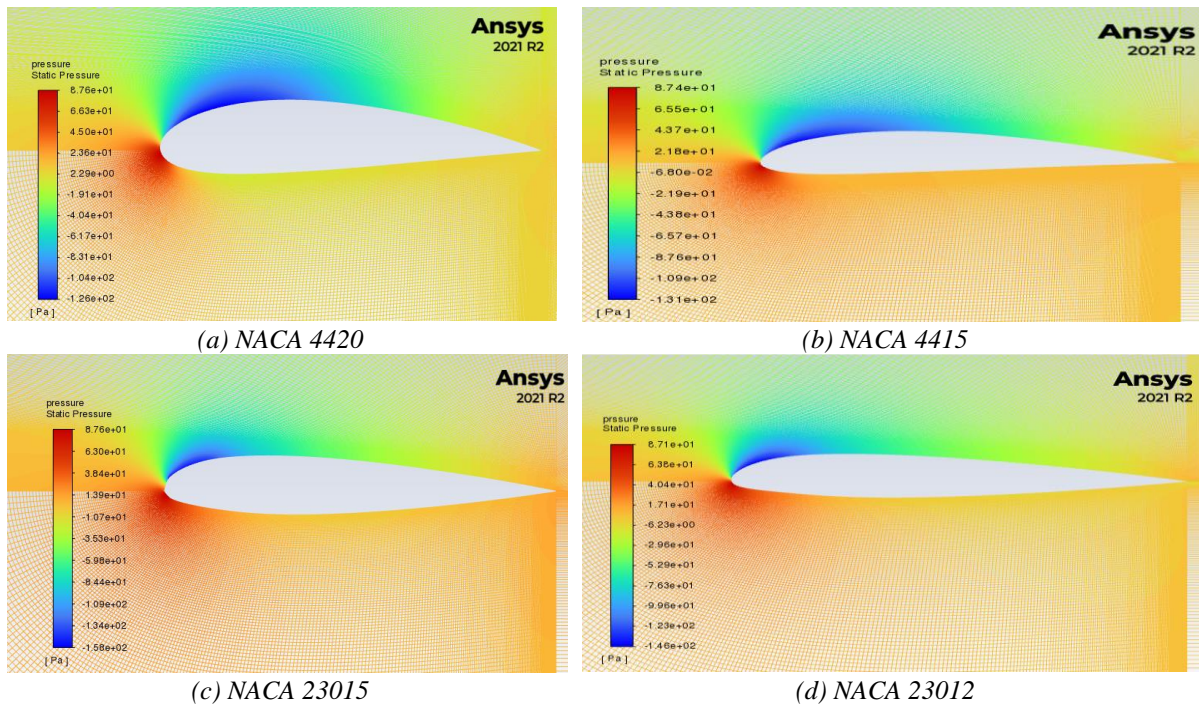 Ansys
2021 R2
pressure
Static Pressure
8.76e+01
6.63e+01
4.50e+01
2.36e+01
2.29e+00
-1.91e+01
-4.04e+01
-6.17e+01
-8.31e+01
-1.04e+02
-1.26e+02
[ Pa ]
(a) NACA 4420
Ansys
2021 R2
pressure
Static Pressure
8.74e+01
6.55e+01
4.37e+01
2.18e+01
-6.80e-02
-2.19e+01
-4.38e+01
-6.57e+01
-8.76e+01
-1.09e+02
-1.31e+02
[ Pa ]
(b) NACA 4415
Ansys
2021 R2
pressure
Static Pressure
8.76e+01
6.30e+01
3.84e+01
1.39e+01
-1.07e+01
-3.53e+01
-5.98e+01
-8.44e+01
-1.09e+02
-1.34e+02
-1.58e+02
[ Pa ]
(c) NACA 23015
Ansys
2021 R2
prssure
Static Pressure
8.71e+01
6.38e+01
4.04e+01
1.71e+01
-6.23e+00
-2.96e+01
-5.29e+01
-7.63e+01
-9.96e+01
-1.23e+02
-1.46e+02
[ Pa ]
(d) NACA 23012